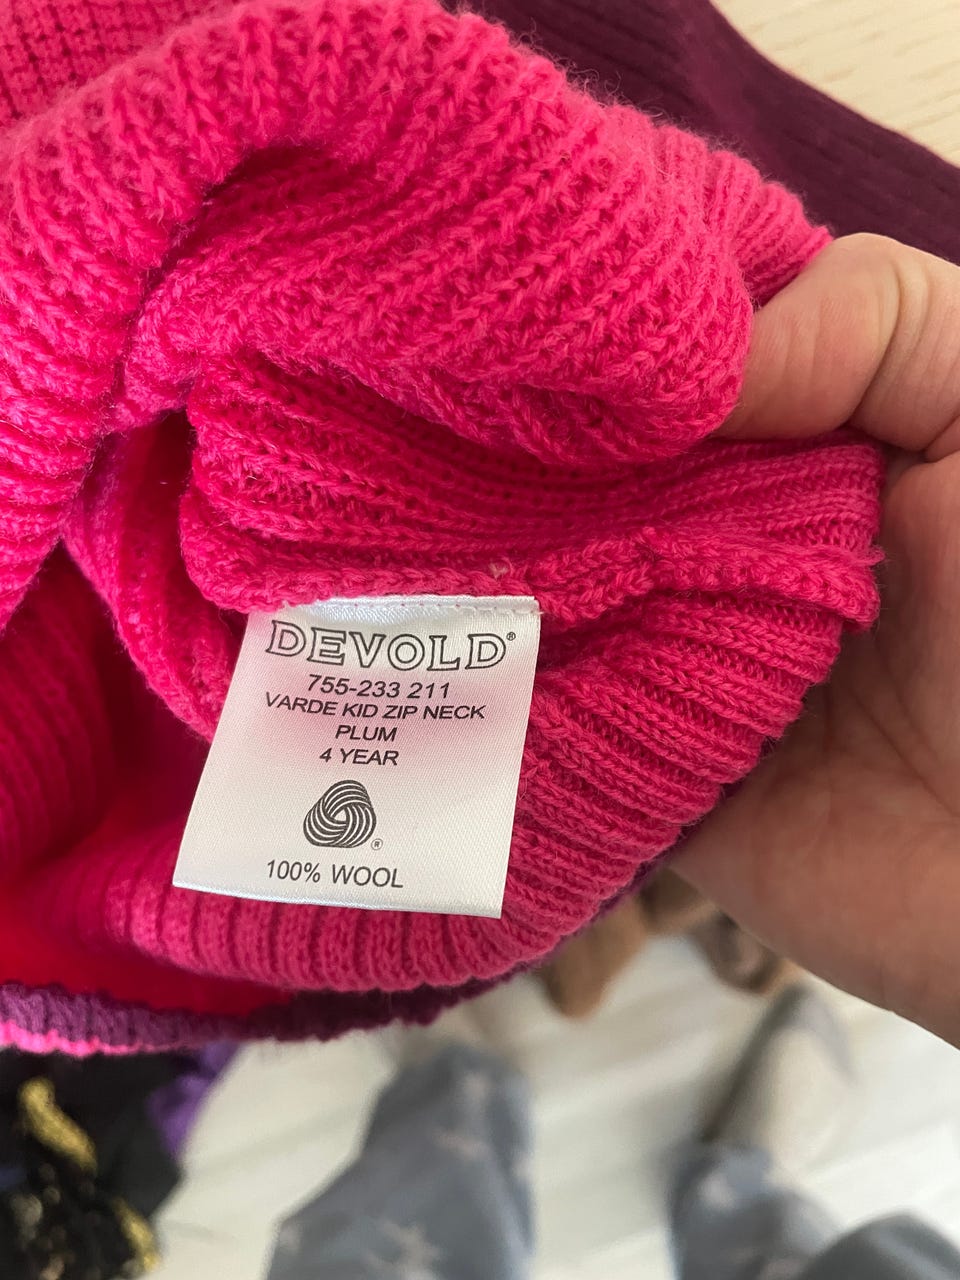 DEVOLD®
755-233 211
VARDE KID ZIP NECK
PLUM
4 YEAR
®
100% WOOL